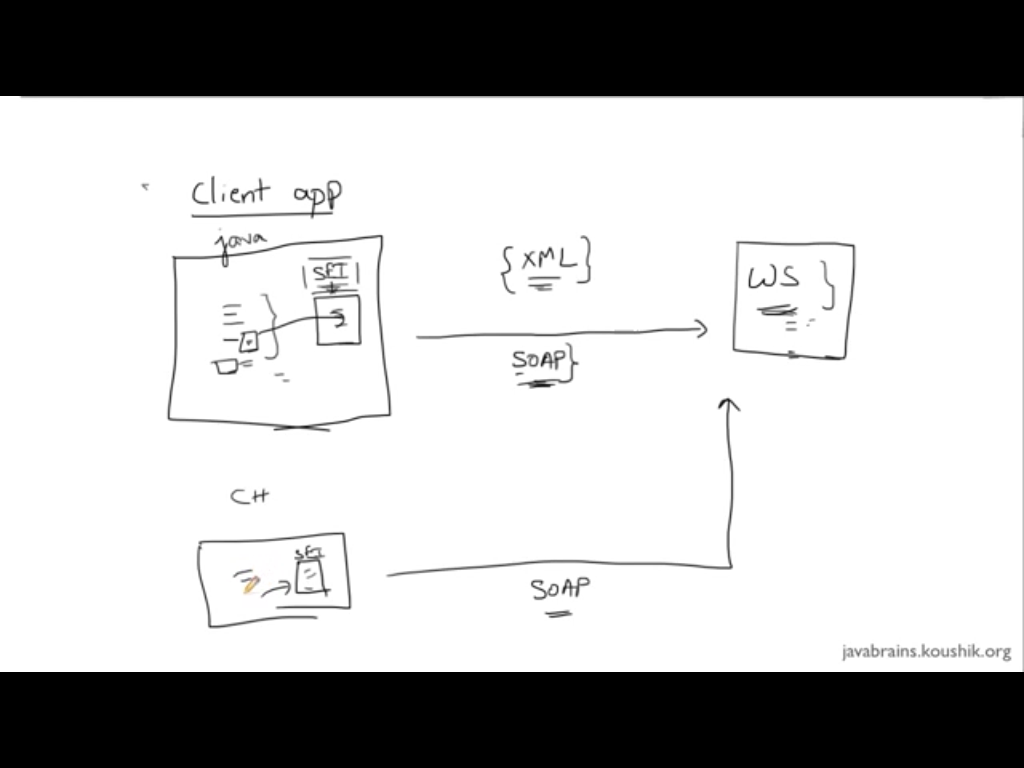 Client app
java
SEI
{XML}
WS }
SOAP}
C#
SEI
SOAP
javabrains.koushik.org